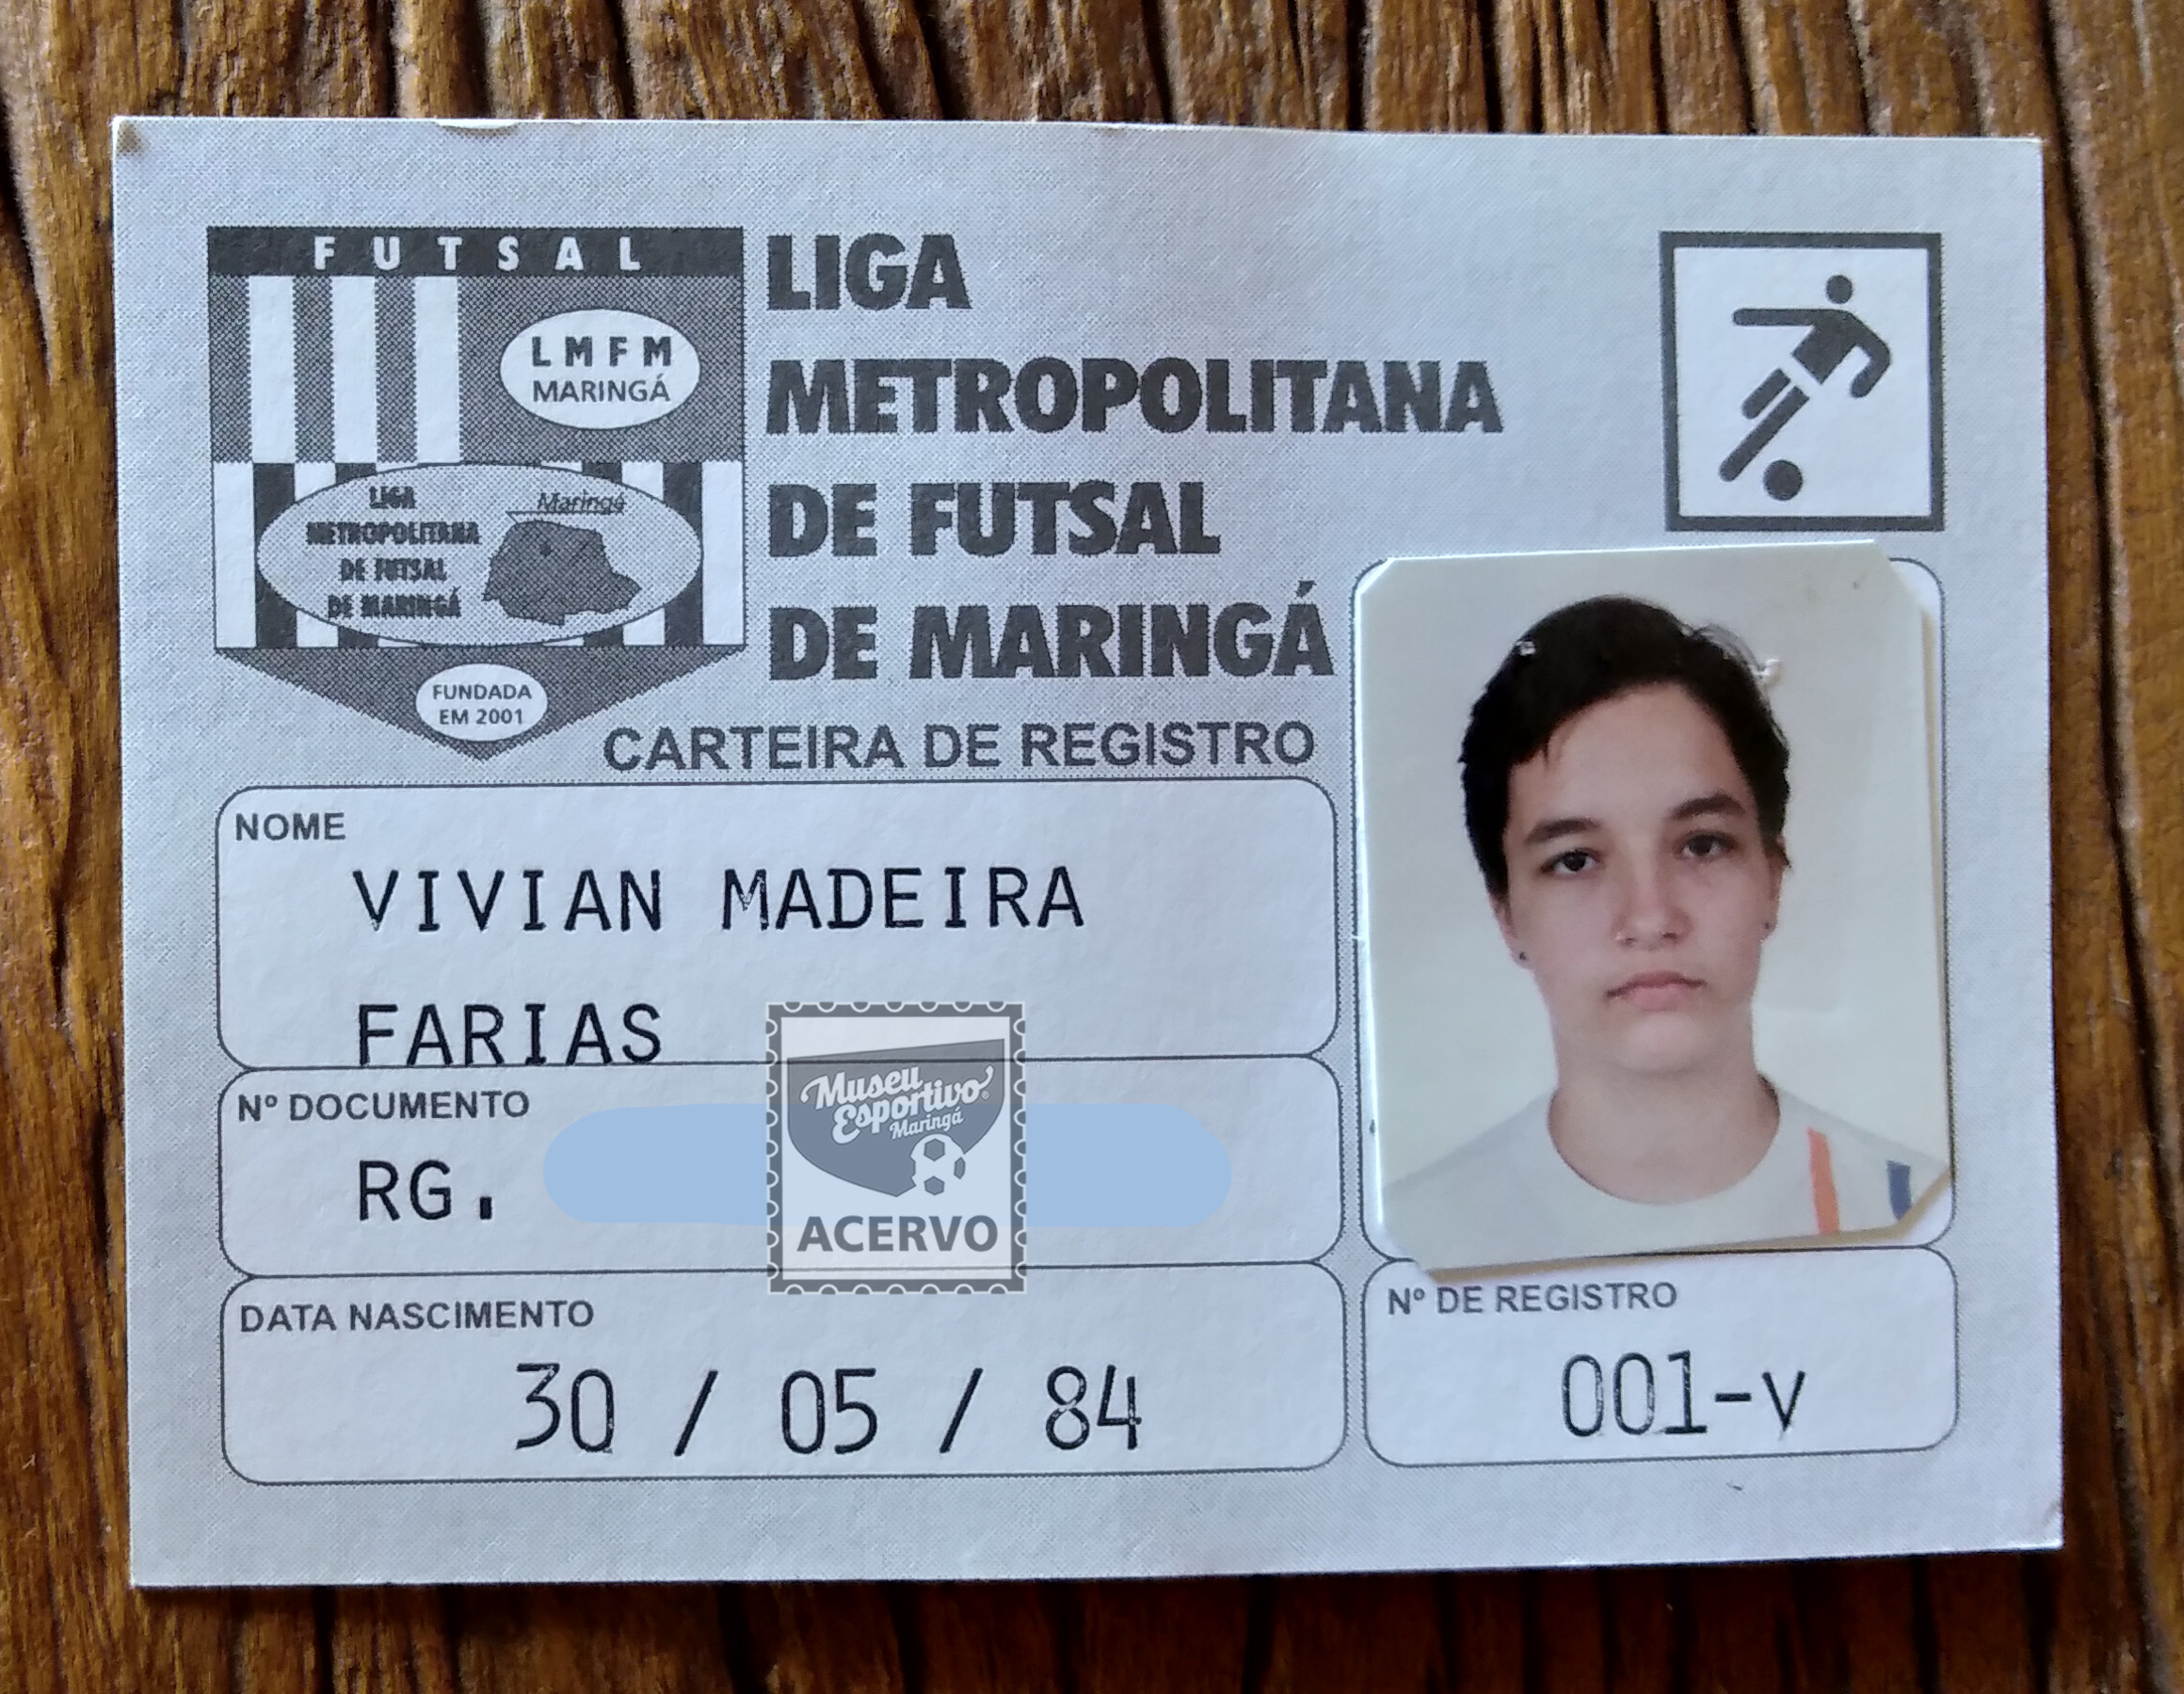 FUTSAL
LMFM
MARINGÁ
LIGA
METROPOLITANA
DE FUTSAL
DE MARINGÁ
Maringá
FUNDADA
EM 2001
LIGA
METROPOLITANA
DE FUTSAL
DE MARINGÁ
CARTEIRA DE REGISTRO
NOME
VIVIAN MADEIRA
FARIAS
Nº DOCUMENTO
RG.
Museu
Esportivo
Maringá
ACERVO
DATA NASCIMENTO
30 / 05 / 84
Nº DE REGISTRO
001-v